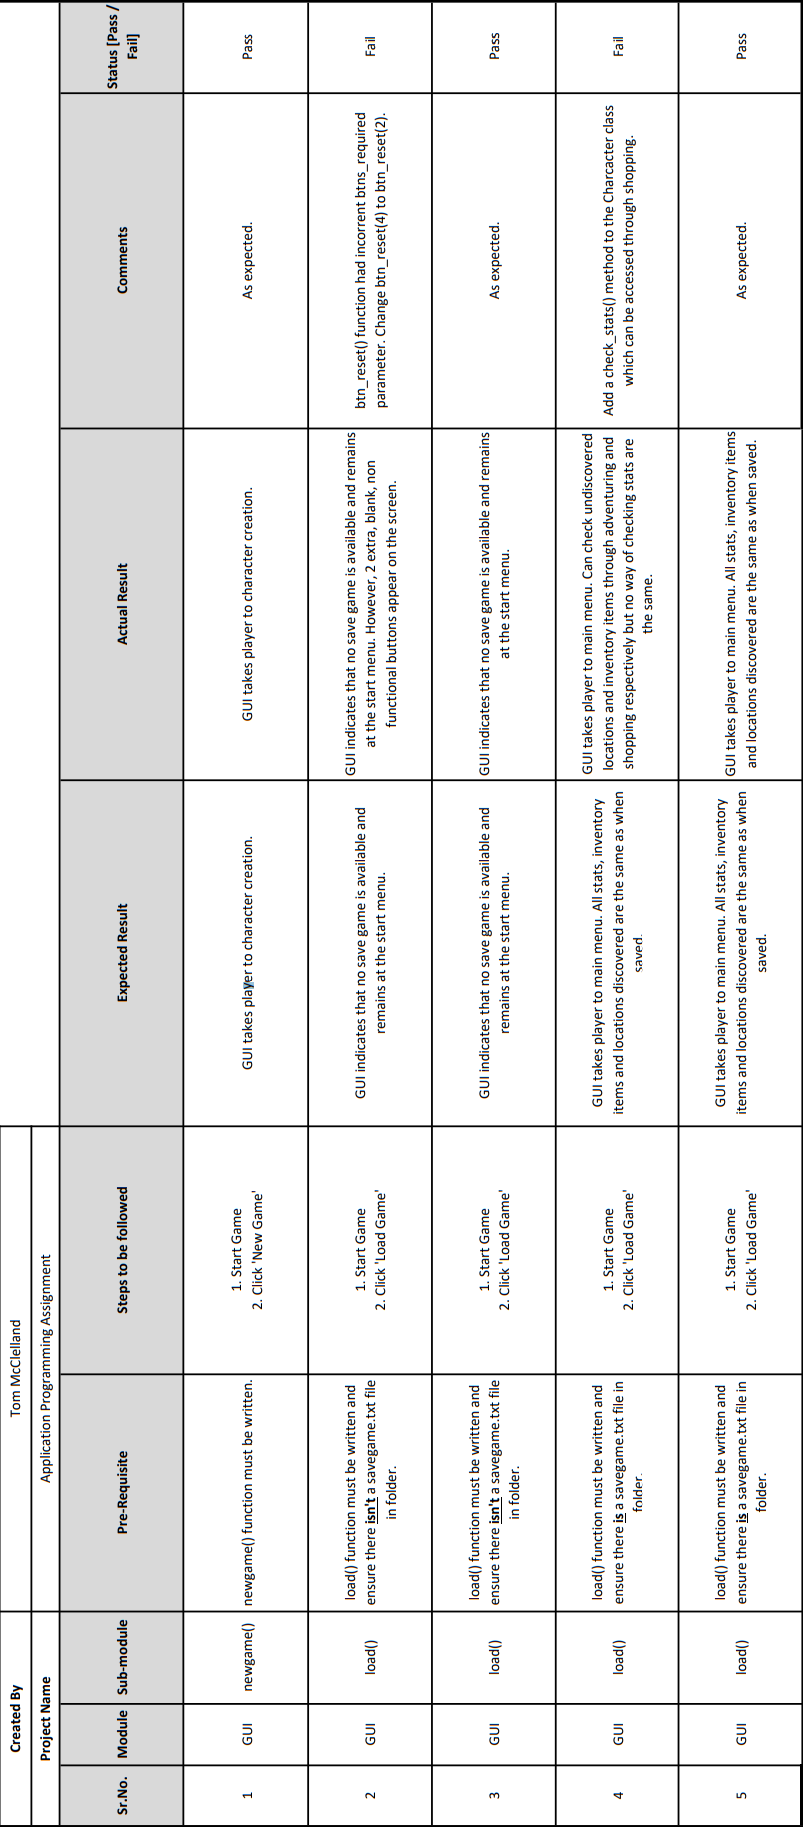 Created By
Tom McClelland
Project Name
Application Programming Assignment
Sr.No.
Module
Sub-module
Pre-Requisite
Steps to be followed
Expected Result
Actual Result
Comments
Status [Pass /
Fail]
1
GUI
newgame()
newgame() function must be written.
1. Start Game
2. Click 'New Game'
GUI takes player to character creation.
GUI takes player to character creation.
As expected.
Pass
2
GUI
load()
load() function must be written and
ensure there isn't a savegame.txt file
in folder.
1. Start Game
2. Click 'Load Game'
GUI indicates that no save game is available and
remains at the start menu.
GUI indicates that no save game is available and remains
at the start menu. However, 2 extra, blank, non
functional buttons appear on the screen.
btn_reset() function had incorrent btns_required
parameter. Change btn_reset(4) to btn_reset(2).
Fail
3
GUI
load()
load() function must be written and
ensure there isn't a savegame.txt file
in folder.
1. Start Game
2. Click 'Load Game'
GUI indicates that no save game is available and
remains at the start menu.
GUI indicates that no save game is available and remains
at the start menu.
As expected.
Pass
4
GUI
load()
load() function must be written and
ensure there is a savegame.txt file in
folder.
1. Start Game
2. Click 'Load Game'
GUI takes player to main menu. All stats, inventory
items and locations discovered are the same as when
saved.
GUI takes player to main menu. Can check undiscovered
locations and inventory items through adventuring and
shopping respectively but no way of checking stats are
the same.
Add a check_stats() method to the Charcacter class
which can be accessed through shopping.
Fail
5
GUI
load()
load() function must be written and
ensure there is a savegame.txt file in
folder.
1. Start Game
2. Click 'Load Game'
GUI takes player to main menu. All stats, inventory
items and locations discovered are the same as when
saved.
GUI takes player to main menu. All stats, inventory items
and locations discovered are the same as when saved.
As expected.
Pass